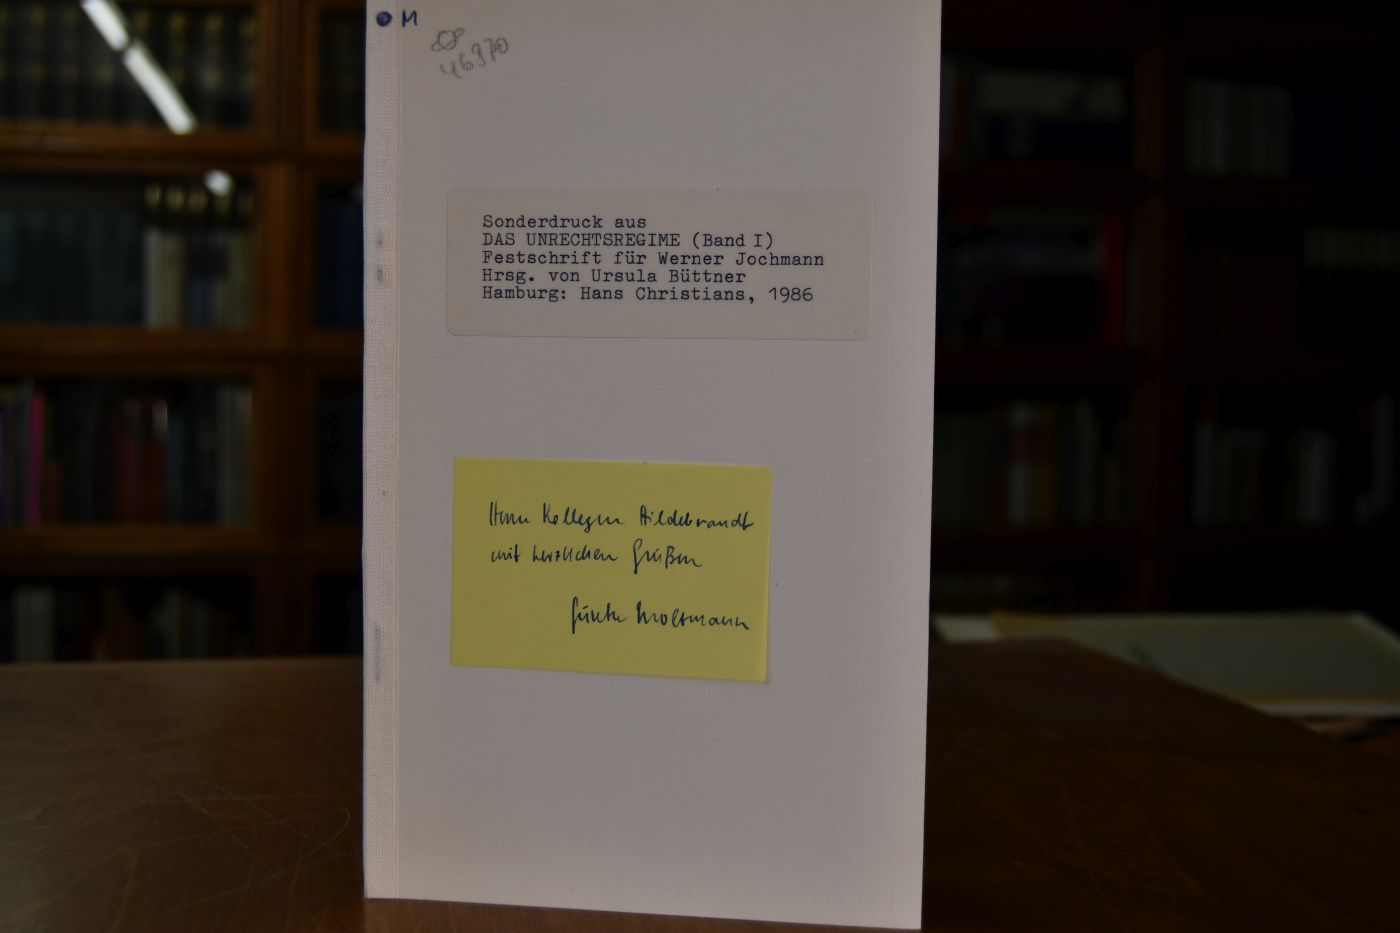 M
46970
Sonderdruck aus
DAS UNRECHTSREGIME (Band I)
Festschrift für Werner Jochmann
Hrsg. von Ursula Büttner
Hamburg: Hans Christians, 1986
Herrn Kollegen Hildebrandt
mit herzlichen Grüßen
Günter Moltmann